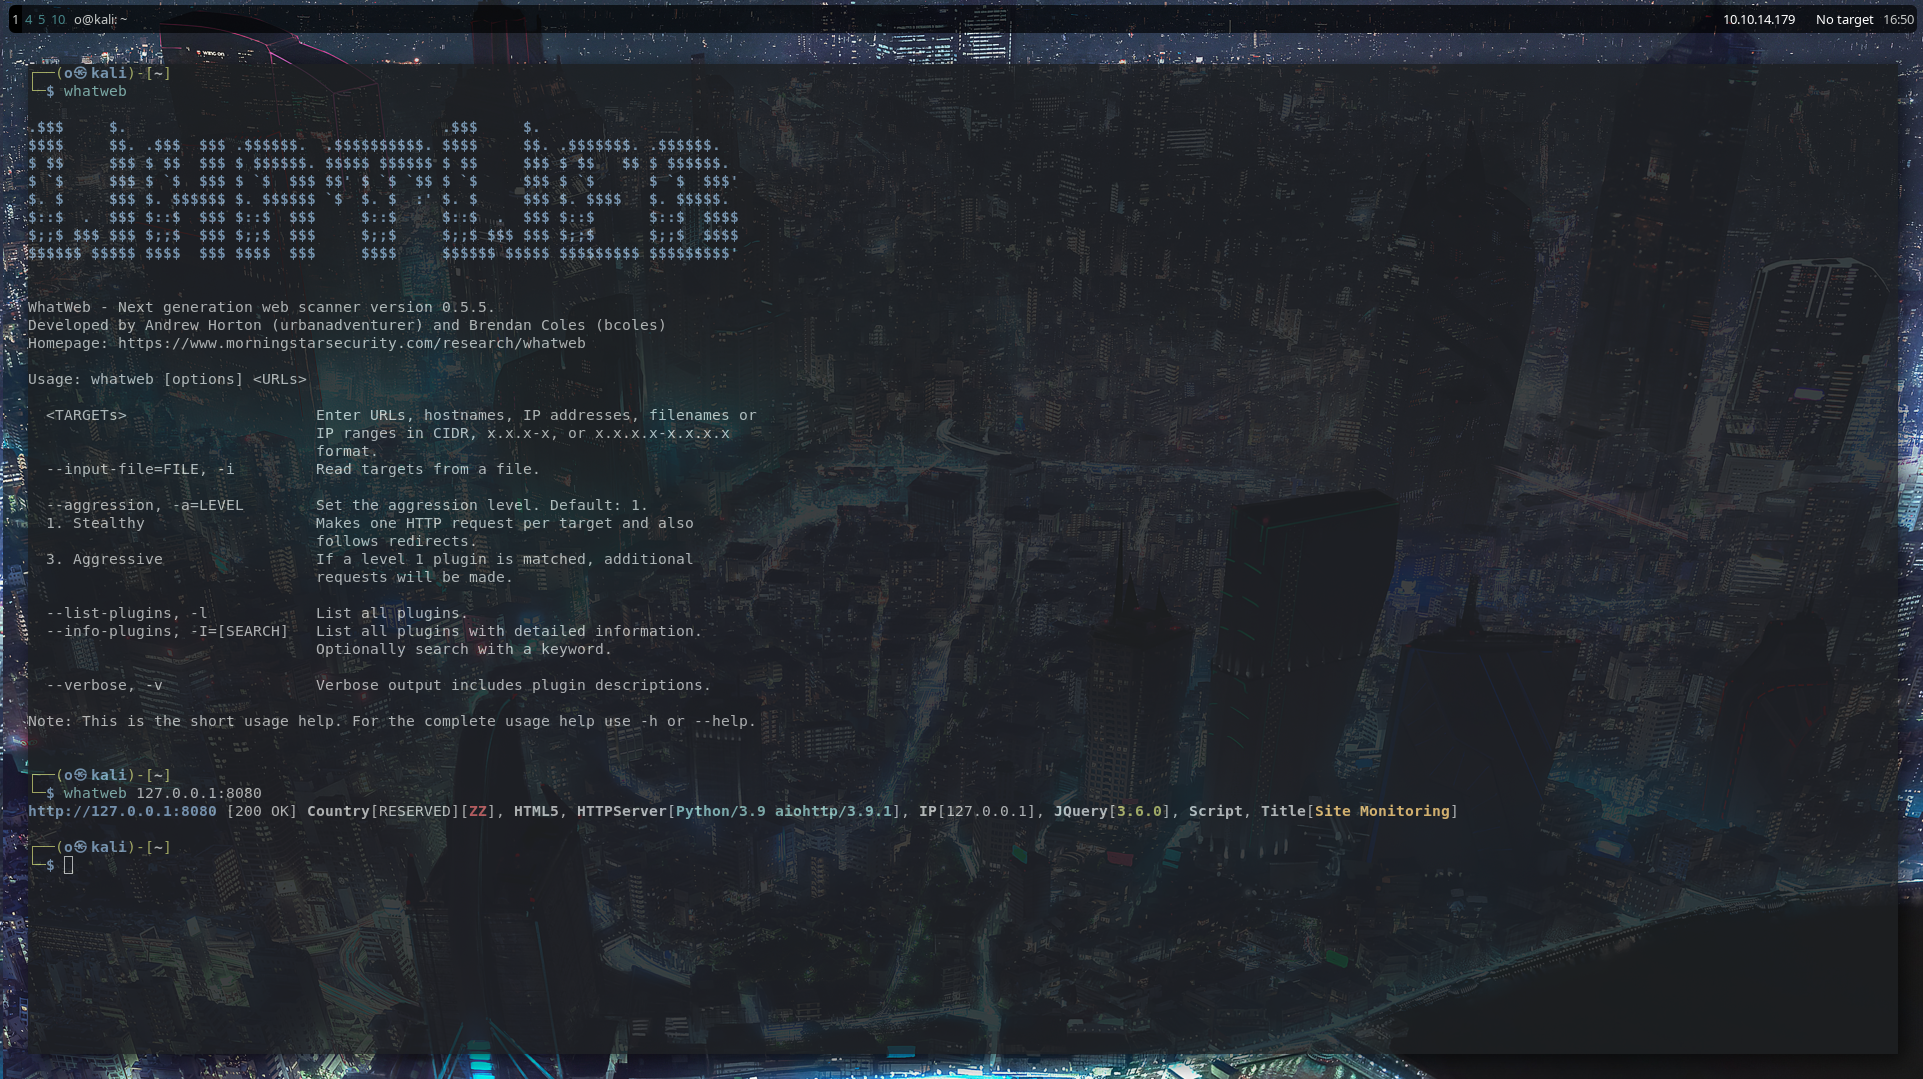 1 4 5 10 o@kali: ~ 10.10.14.179 No target 16:50
┌──(o㉿kali)-[~]
└─$ whatweb
.$$$     $.                                   .$$$     $.
$$$$     $$. .$$$  $$$ .$$$$$$.  .$$$$$$$$$$. $$$$     $$. .$$$$$$$. .$$$$$$.
$ $$     $$$ $ $$  $$$ $ $$$$$$. $$$$$ $$$$$$ $ $$     $$$ $ $$   $$ $ $$$$$$.
$ `$     $$$ $ `$  $$$ $ `$  $$$ $$' $ `$ `$$ $ `$     $$$ $ `$      $ `$  $$$'
$. $     $$$ $. $$$$$$ $. $$$$$$ `$  $. $  :' $. $     $$$ $. $$$$   $. $$$$$.
$::$  .  $$$ $::$  $$$ $::$  $$$     $::$     $::$  .  $$$ $::$      $::$  $$$$
$;;$ $$$ $$$ $;;$  $$$ $;;$  $$$     $;;$     $;;$ $$$ $$$ $;;$      $;;$  $$$$
$$$$$$ $$$$$ $$$$  $$$ $$$$  $$$     $$$$     $$$$$$ $$$$$ $$$$$$$$$ $$$$$$$$$'
WhatWeb - Next generation web scanner version 0.5.5.
Developed by Andrew Horton (urbanadventurer) and Brendan Coles (bcoles)
Homepage: https://www.morningstarsecurity.com/research/whatweb
Usage: whatweb [options] <URLs>
<TARGETs> Enter URLs, hostnames, IP addresses, filenames or
IP ranges in CIDR, x.x.x-x, or x.x.x.x-x.x.x.x
format.
--input-file=FILE, -i Read targets from a file.
--aggression, -a=LEVEL Set the aggression level. Default: 1.
1. Stealthy Makes one HTTP request per target and also
follows redirects.
3. Aggressive If a level 1 plugin is matched, additional
requests will be made.
--list-plugins, -l List all plugins.
--info-plugins, -I=[SEARCH] List all plugins with detailed information.
Optionally search with a keyword.
--verbose, -v Verbose output includes plugin descriptions.
Note: This is the short usage help. For the complete usage help use -h or --help.
┌──(o㉿kali)-[~]
└─$ whatweb 127.0.0.1:8080
http://127.0.0.1:8080 [200 OK] Country[RESERVED][ZZ], HTML5, HTTPServer[Python/3.9 aiohttp/3.9.1], IP[127.0.0.1], JQuery[3.6.0], Script, Title[Site Monitoring]
┌──(o㉿kali)-[~]
└─$